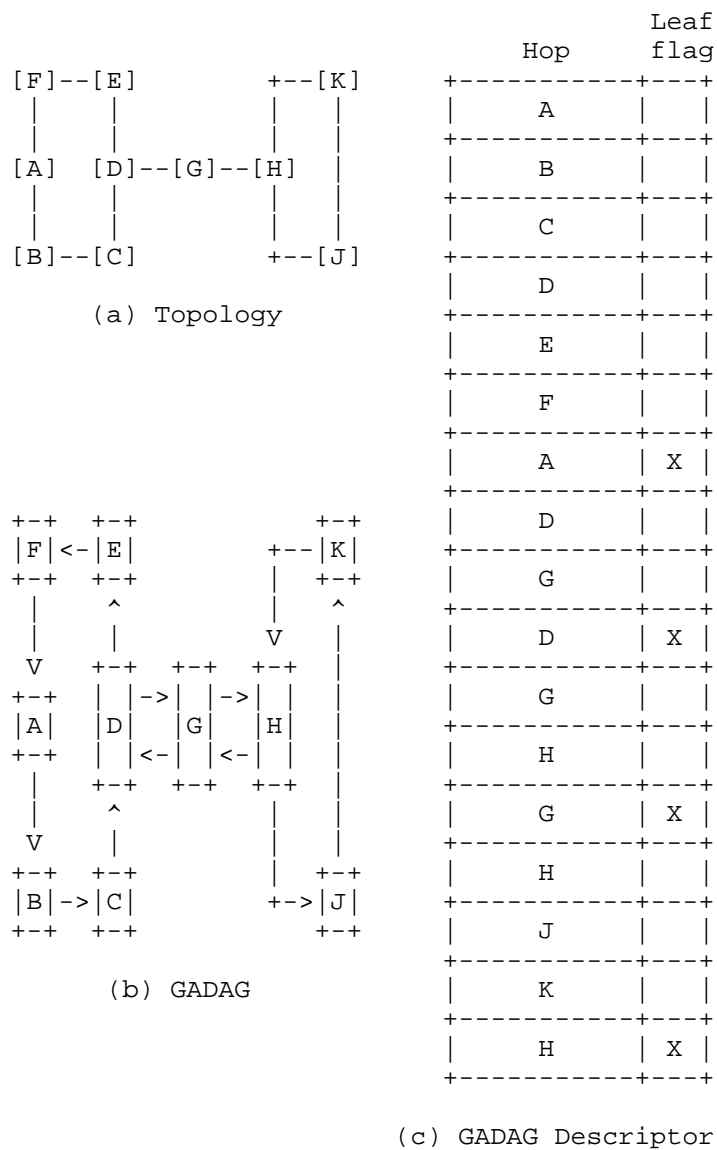 Leaf
                                          Hop       flag
[F]--[E]         +--[K]             +-----------+---+
 |    |          |   |              |     A     |   |
 |    |          |   |              +-----------+---+
[A]  [D]--[G]--[H]   |              |     B     |   |
 |    |          |   |              +-----------+---+
 |    |          |   |              |     C     |   |
[B]--[C]         +--[J]             +-----------+---+
                                    |     D     |   |
     (a) Topology                   +-----------+---+
                                    |     E     |   |
                                    +-----------+---+
                                    |     F     |   |
                                    +-----------+---+
                                    |     A     | X |
                                    +-----------+---+
+-+  +-+            +-+             |     D     |   |
|F|<-|E|         +--|K|             +-----------+---+
+-+  +-+         |  +-+             |     G     |   |
 |    ^          |   ^              +-----------+---+
 |    |          V   |              |     D     | X |
 V   +-+  +-+  +-+   |              +-----------+---+
+-+  | |->| |->| |   |              |     G     |   |
|A|  |D|  |G|  |H|   |              +-----------+---+
+-+  | |<-| |<-| |   |              |     H     |   |
 |   +-+  +-+  +-+   |              +-----------+---+
 |    ^          |   |              |     G     | X |
 V    |          |   |              +-----------+---+
+-+  +-+         |  +-+             |     H     |   |
|B|->|C|         +->|J|             +-----------+---+
+-+  +-+            +-+             |     J     |   |
                                    +-----------+---+
      (b) GADAG                     |     K     |   |
                                    +-----------+---+
                                    |     H     | X |
                                    +-----------+---+
                                 (c) GADAG Descriptor